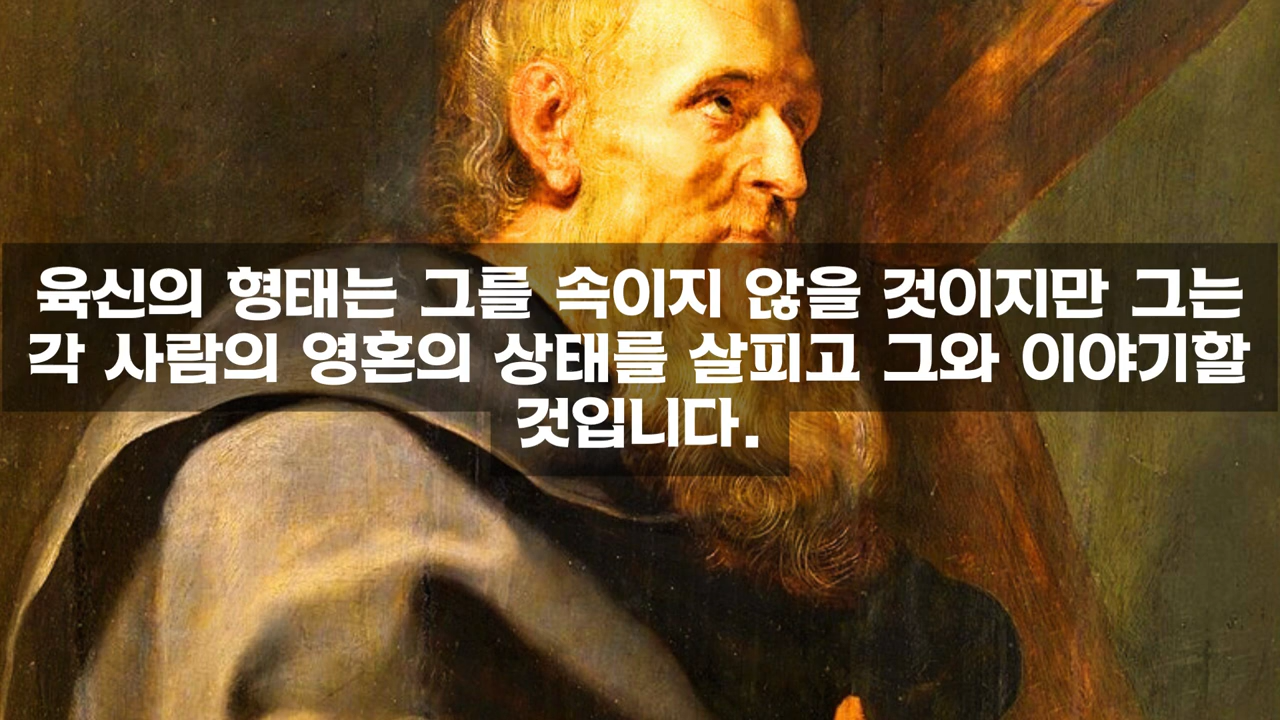 육신의 형태는 그를 속이지 않을 것이지만 그는
각 사람의 영혼의 상태를 살피고 그와 이야기할
것입니다.